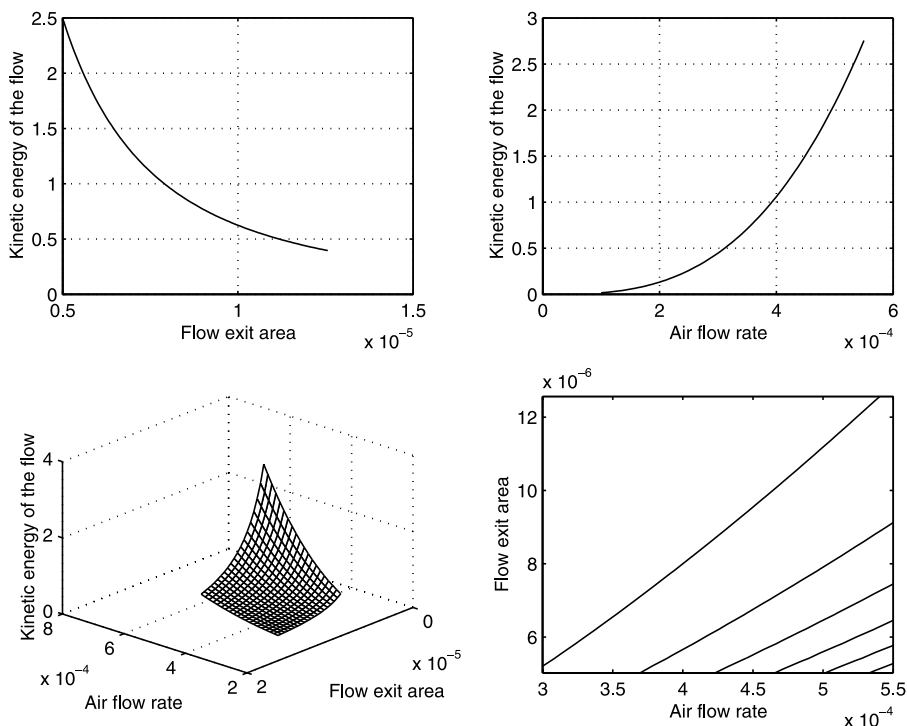 2.5
2
1.5
1
0.5
0
Kinetic energy of the flow
0.5
1
1.5
Flow exit area
x 10⁻⁵
3
2.5
2
1.5
1
0.5
0
Kinetic energy of the flow
0
2
4
6
Air flow rate
x 10⁻⁴
4
2
0
Kinetic energy of the flow
8
6
4
2
x 10⁻⁴
Air flow rate
2
0
x 10⁻⁵
Flow exit area
x 10⁻⁶
12
10
8
6
Flow exit area
3
3.5
4
4.5
5
5.5
Air flow rate
x 10⁻⁴